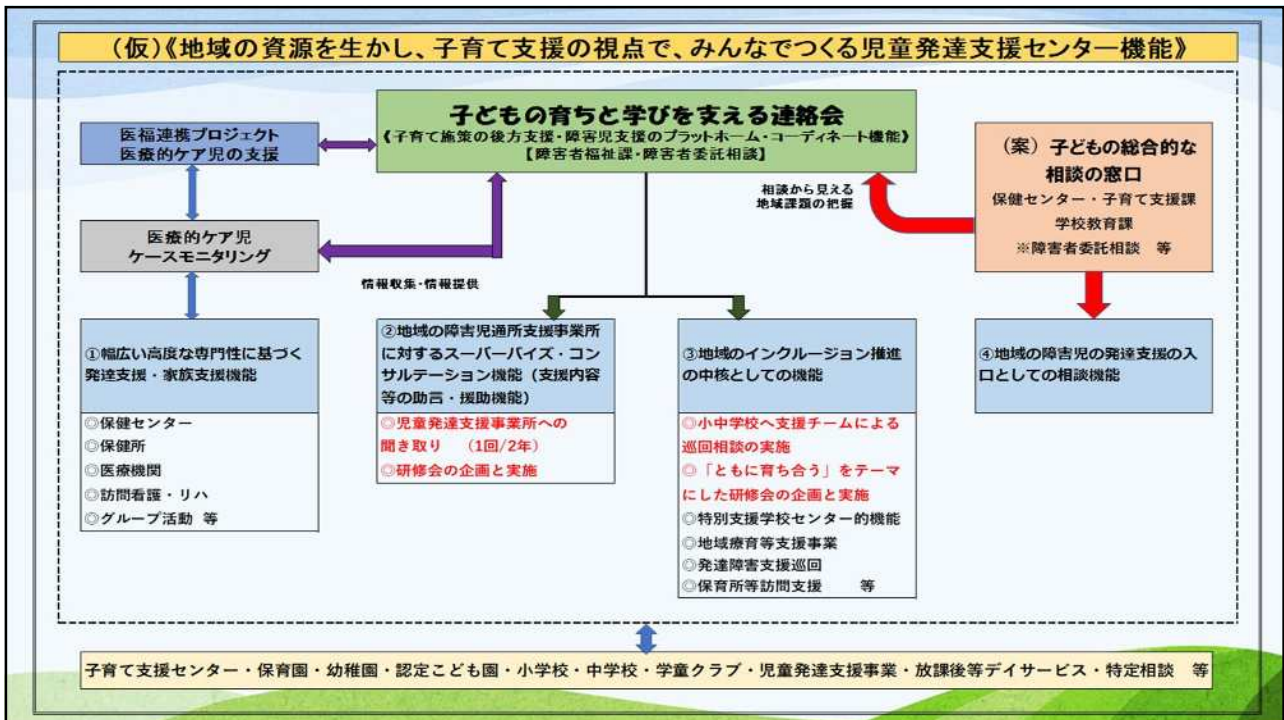 (仮)《地域の資源を生かし、子育て支援の視点で、みんなでつくる児童発達支援センター機能》
医福連携プロジェクト
医療的ケア児の支援
子どもの育ちと学びを支える連絡会
《子育て施策の後方支援・障害児支援のプラットホーム・コーディネート機能》
【障害者福祉課・障害者委託相談】
(案)子どもの総合的な
相談の窓口
保健センター・子育て支援課
学校教育課
※障害者委託相談 等
相談から見える
地域課題の把握
医療的ケア児
ケースモニタリング
情報収集・情報提供
①幅広い高度な専門性に基づく
発達支援・家族支援機能
◎保健センター
◎保健所
◎医療機関
◎訪問看護・リハ
◎グループ活動 等
②地域の障害児通所支援事業所
に対するスーパーバイズ・コン
サルテーション機能(支援内容
等の助言・援助機能)
◎児童発達支援事業所への
聞き取り (1回/2年)
◎研修会の企画と実施
③地域のインクルージョン推進
の中核としての機能
◎小中学校へ支援チームによる
巡回相談の実施
◎「ともに育ち合う」をテーマ
にした研修会の企画と実施
◎特別支援学校センター的機能
◎地域療育等支援事業
◎発達障害支援巡回
◎保育所等訪問支援 等
④地域の障害児の発達支援の入
口としての相談機能
子育て支援センター・保育園・幼稚園・認定こども園・小学校・中学校・学童クラブ・児童発達支援事業・放課後等デイサービス・特定相談 等